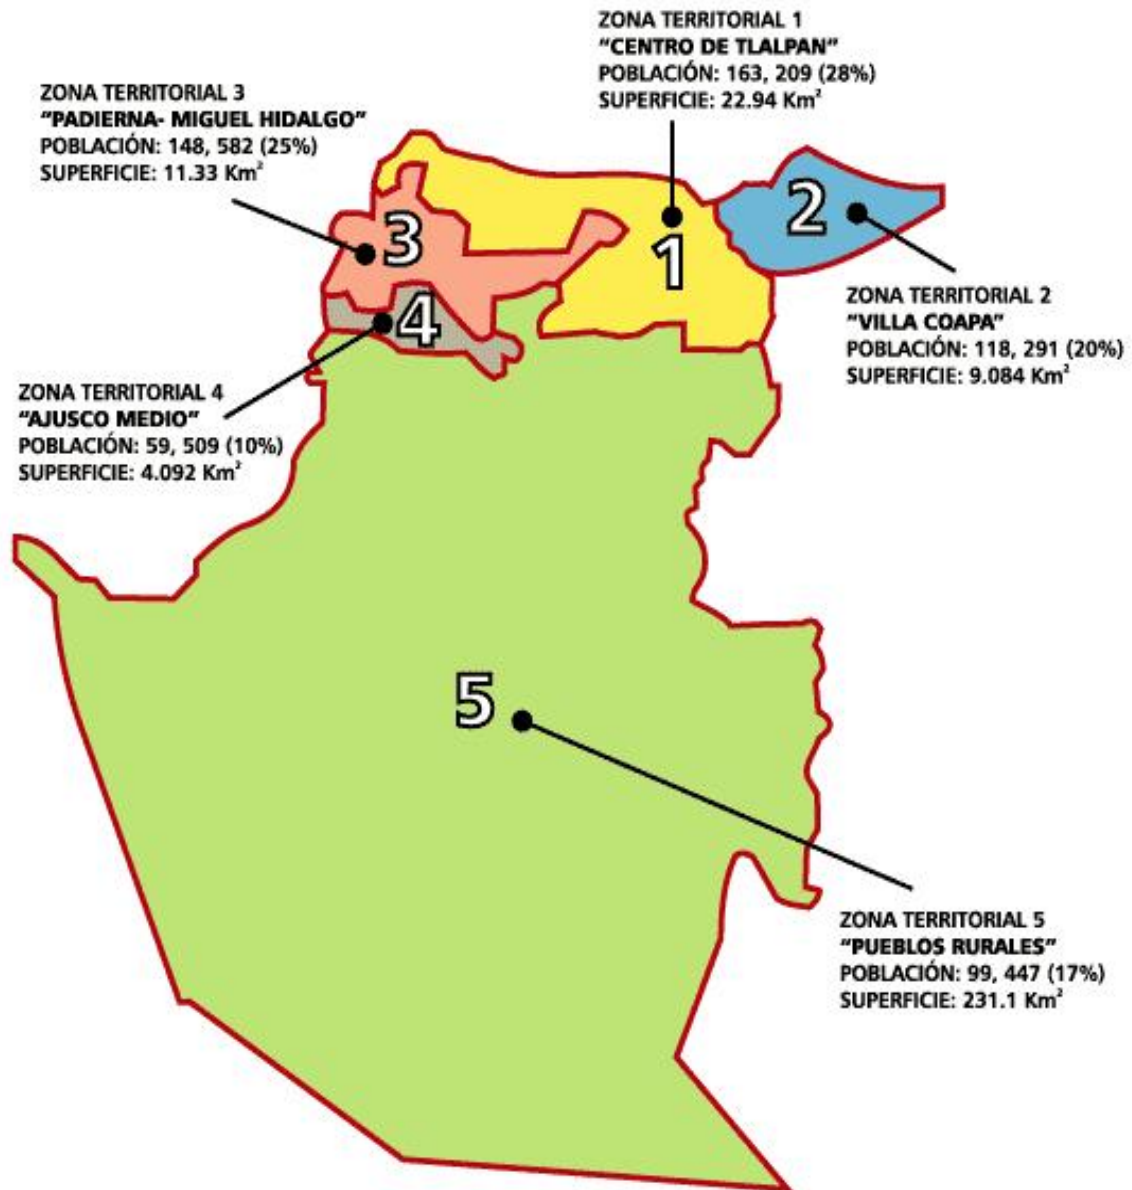 ZONA TERRITORIAL 1
“CENTRO DE TLALPAN”
POBLACIÓN: 163, 209 (28%)
SUPERFICIE: 22.94 Km²
ZONA TERRITORIAL 3
“PADIERNA- MIGUEL HIDALGO”
POBLACIÓN: 148, 582 (25%)
SUPERFICIE: 11.33 Km²
2
3
1
4
ZONA TERRITORIAL 2
“VILLA COAPA”
POBLACIÓN: 118, 291 (20%)
SUPERFICIE: 9.084 Km²
ZONA TERRITORIAL 4
“AJUSCO MEDIO”
POBLACIÓN: 59, 509 (10%)
SUPERFICIE: 4.092 Km²
5
ZONA TERRITORIAL 5
“PUEBLOS RURALES”
POBLACIÓN: 99, 447 (17%)
SUPERFICIE: 231.1 Km²